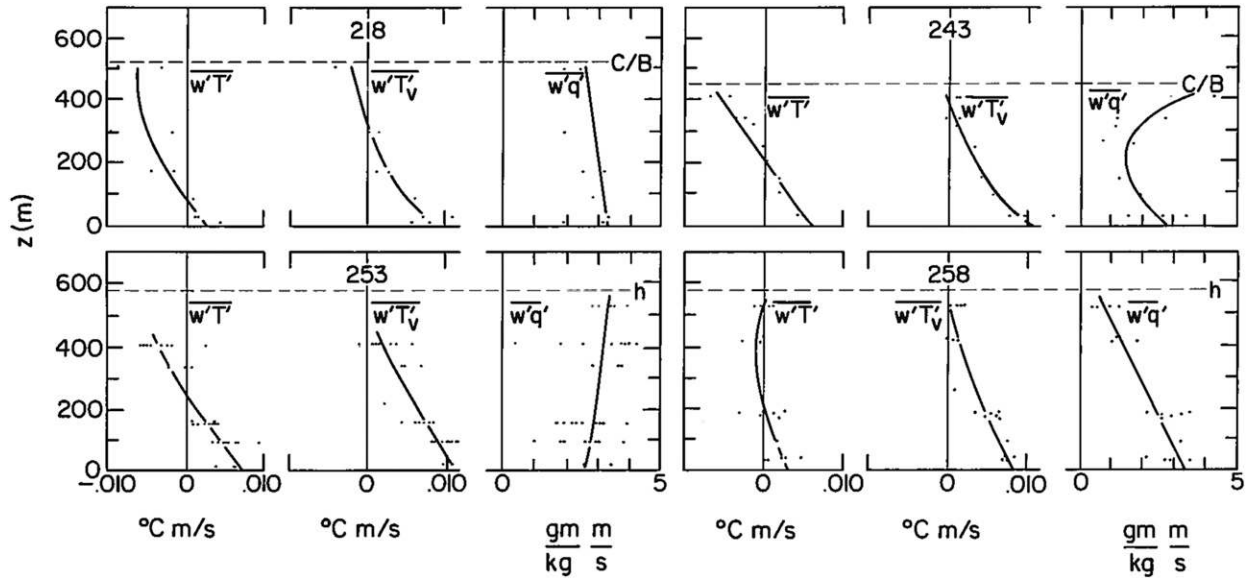 600 218 243
w'T' w'T'v w'q' C/B w'T' w'T'v w'q' C/B
400
200
0
z (m)
600 253 258
w'T' w'T'v w'q' h w'T' w'T'v w'q' h
400
200
0
-.010 0 .010 0 .010 0 5 0 .010 0 .010 0 5
°C m/s °C m/s gm/kg m/s °C m/s °C m/s gm/kg m/s